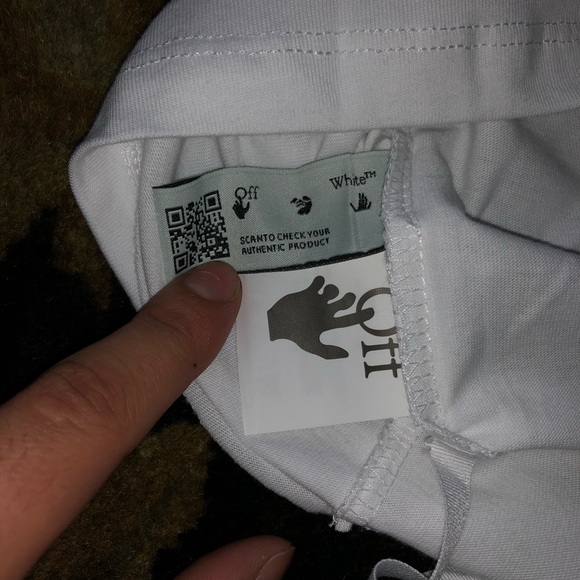 Off White™
SCAN TO CHECK YOUR
AUTHENTIC PRODUCT
Off